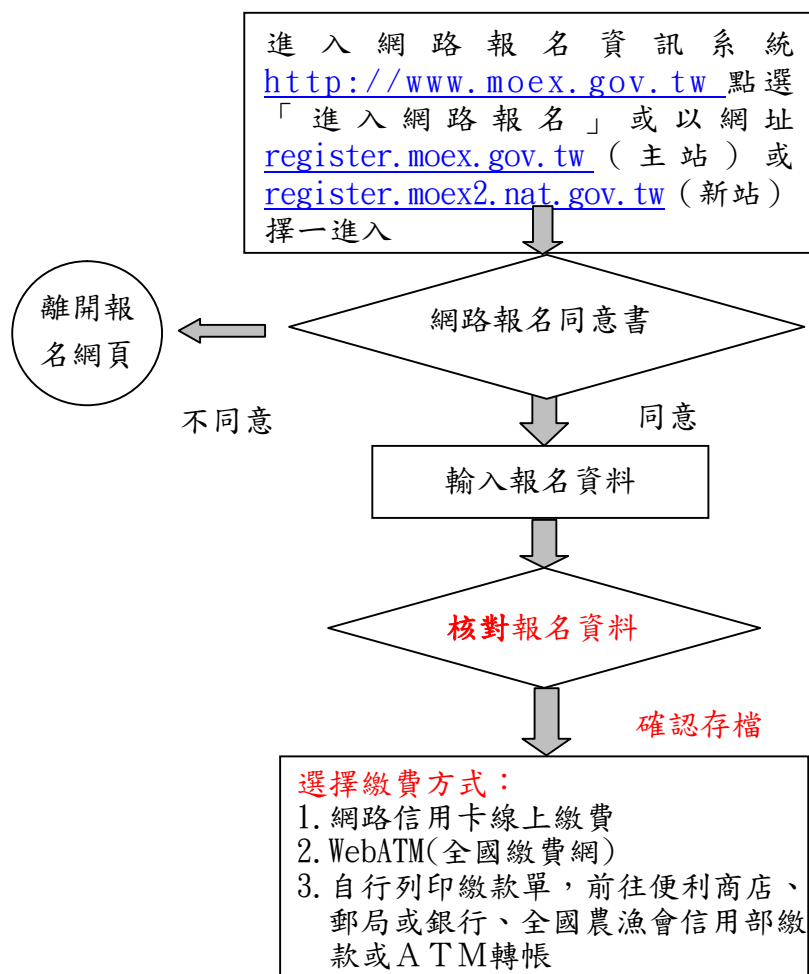 進入網路報名資訊系統
http://www.moex.gov.tw 點選
「進入網路報名」或以網址
register.moex.gov.tw（主站）或
register.moex2.nat.gov.tw（新站）
擇一進入
網路報名同意書
離開報
名網頁
不同意
同意
輸入報名資料
核對報名資料
確認存檔
選擇繳費方式：
1.網路信用卡線上繳費
2.WebATM(全國繳費網)
3.自行列印繳款單，前往便利商店、
郵局或銀行、全國農漁會信用部繳
款或ＡＴＭ轉帳